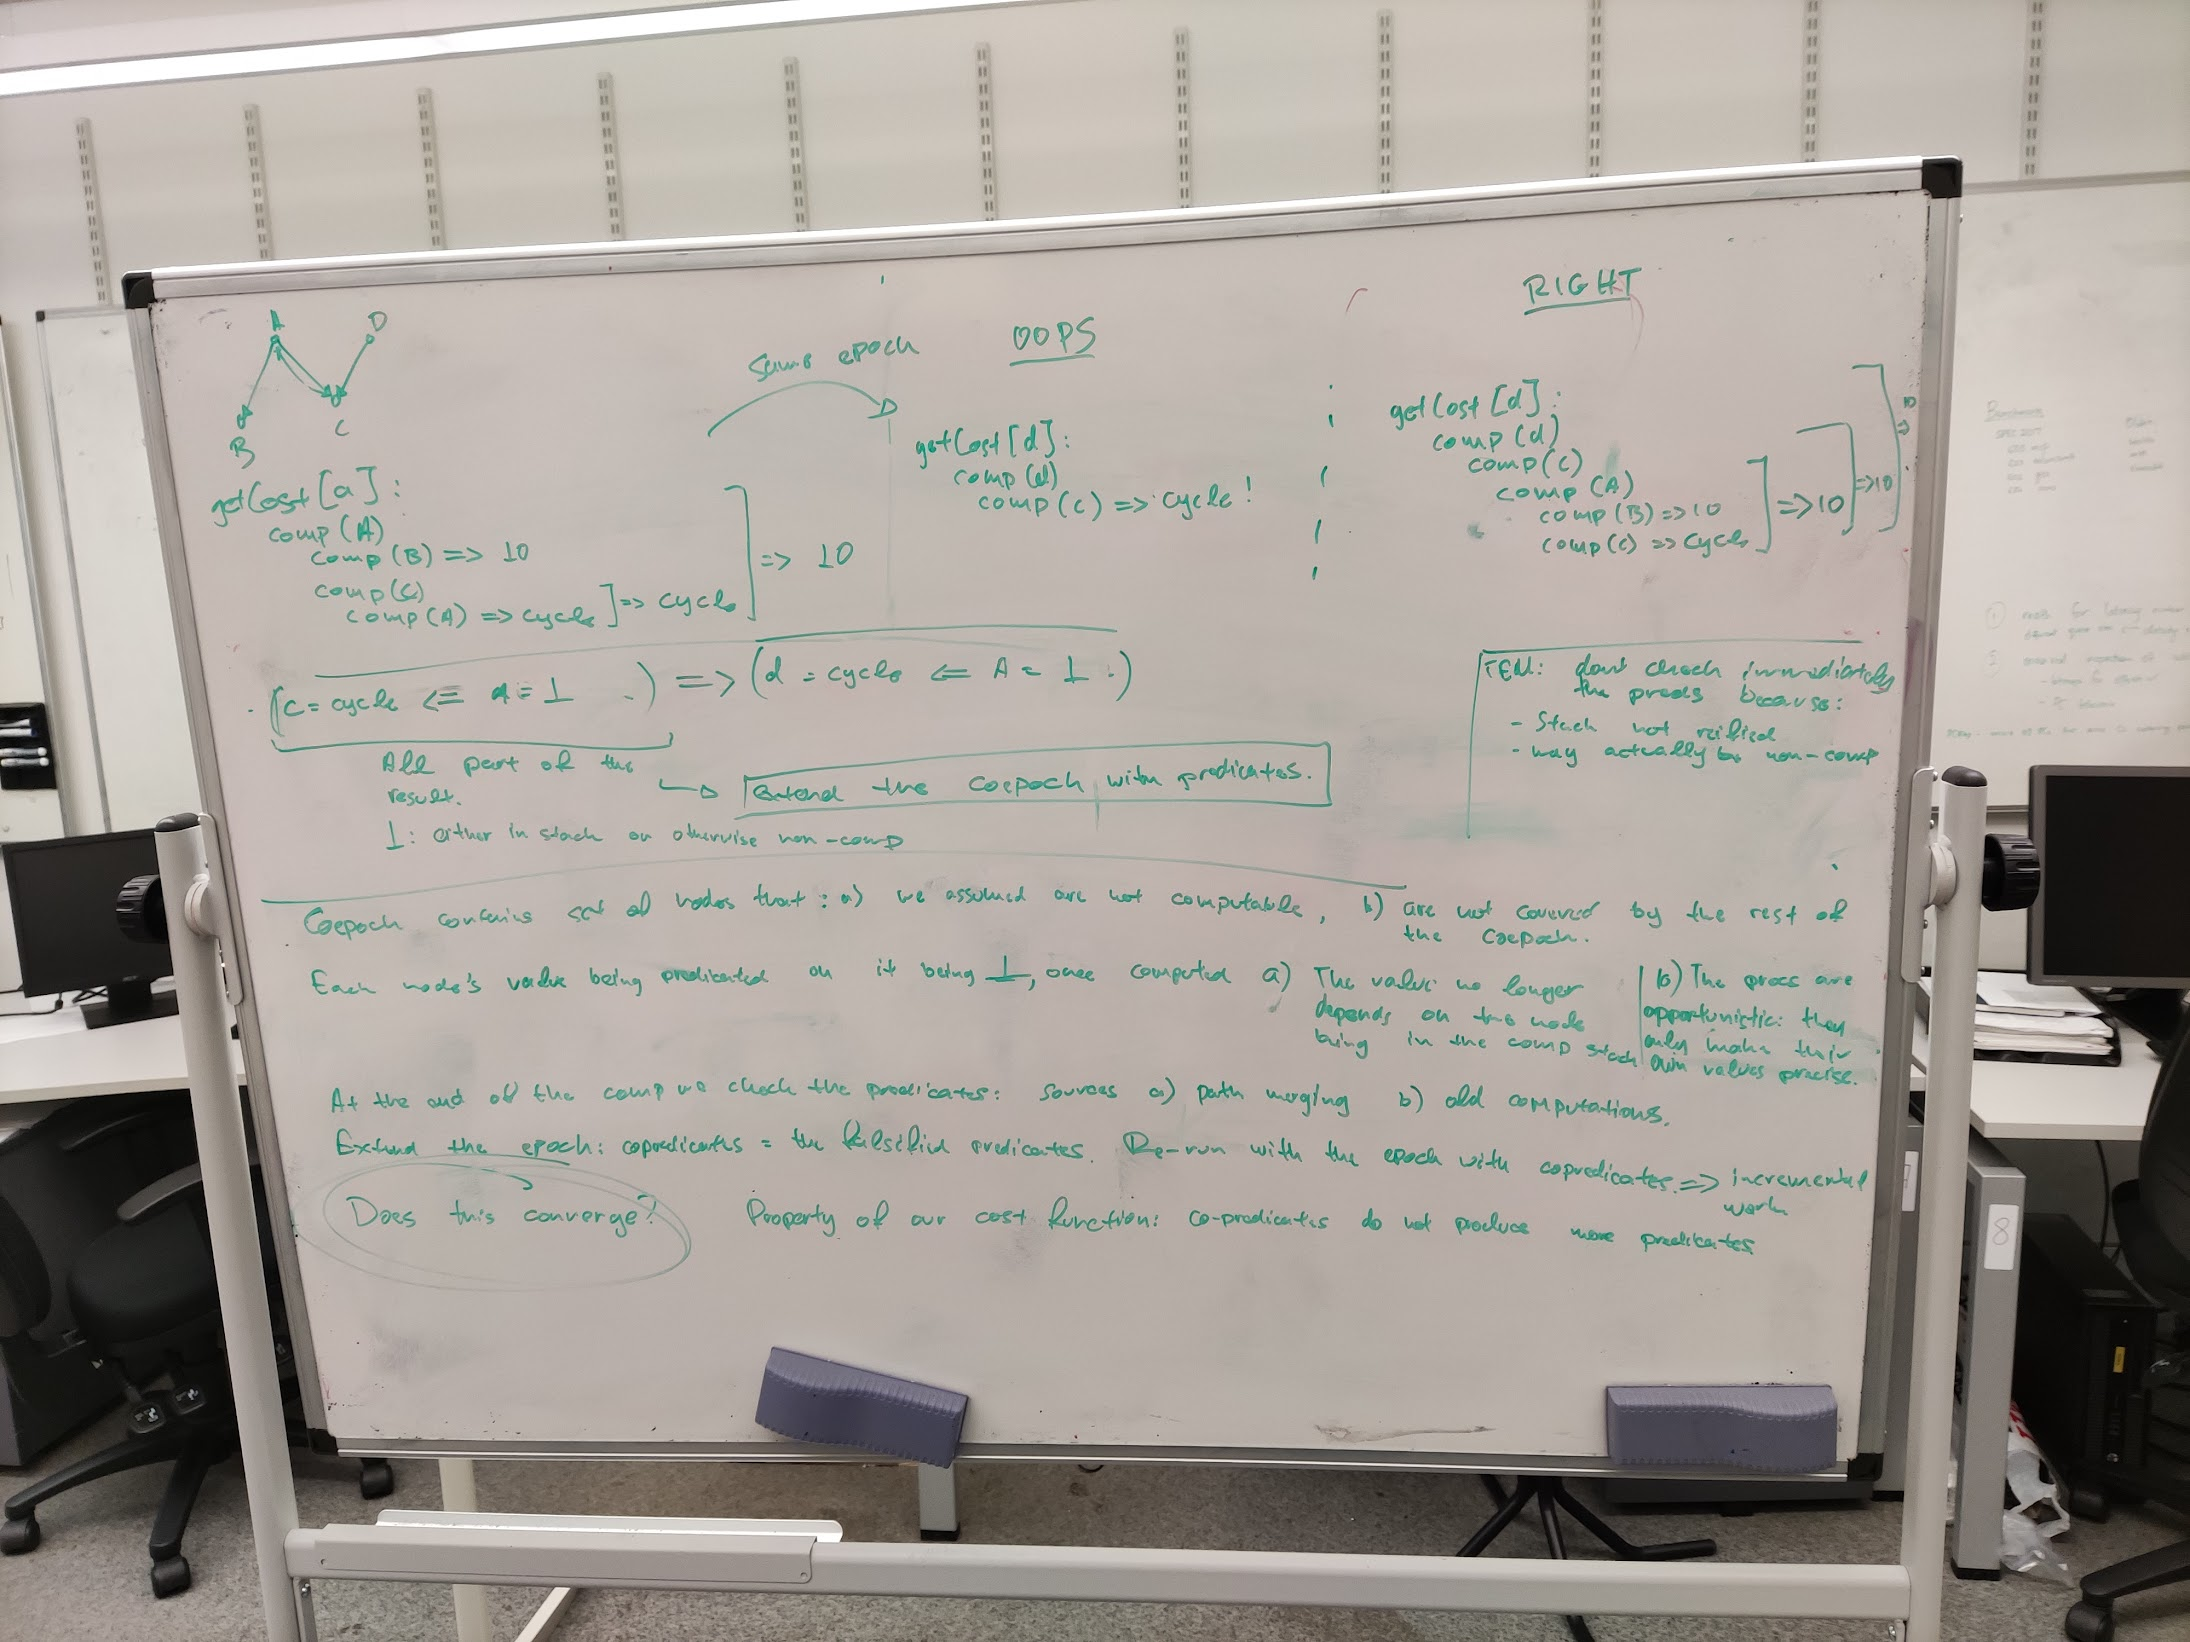 A
D
B
C
getCost[a]:
comp(A)
comp(B) => 10
comp(C)
comp(A) => cycle ] => cycle
=> 10
same epoch
OOPS
getCost[d]:
comp(d)
comp(c) => cycle!
RIGHT
getCost[d]:
comp(d)
comp(C)
comp(A)
comp(B) => 10
comp(C) => cycle
=> 10
=> 10
10
(C = cycle <= A = ⊥ .) => (d = cycle <= A = ⊥ .)
All part of the
result.
extend the coepoch with predicates.
⊥: either in stack or otherwise non-comp
REM: dont check immediately
the preds because:
- Stack not reified
- may actually be non-comp
Coepoch contains set of nodes that: a) we assumed are not computable, b) are not covered by the rest of
the coepoch.
Each node's value being predicated on it being ⊥, once computed a) The value no longer
depends on the node
being in the comp stack
b) The procs are
opportunistic: they
only make their
own values precise.
At the end of the comp we check the predicates: sources a) path merging b) old computations.
Extend the epoch: copredicates = the falsified predicates. Re-run with the epoch with copredicates. => incremental
work
Does this converge?
Property of our cost function: co-predicates do not produce more predicates
Benchmarks
SPEC 2017
8